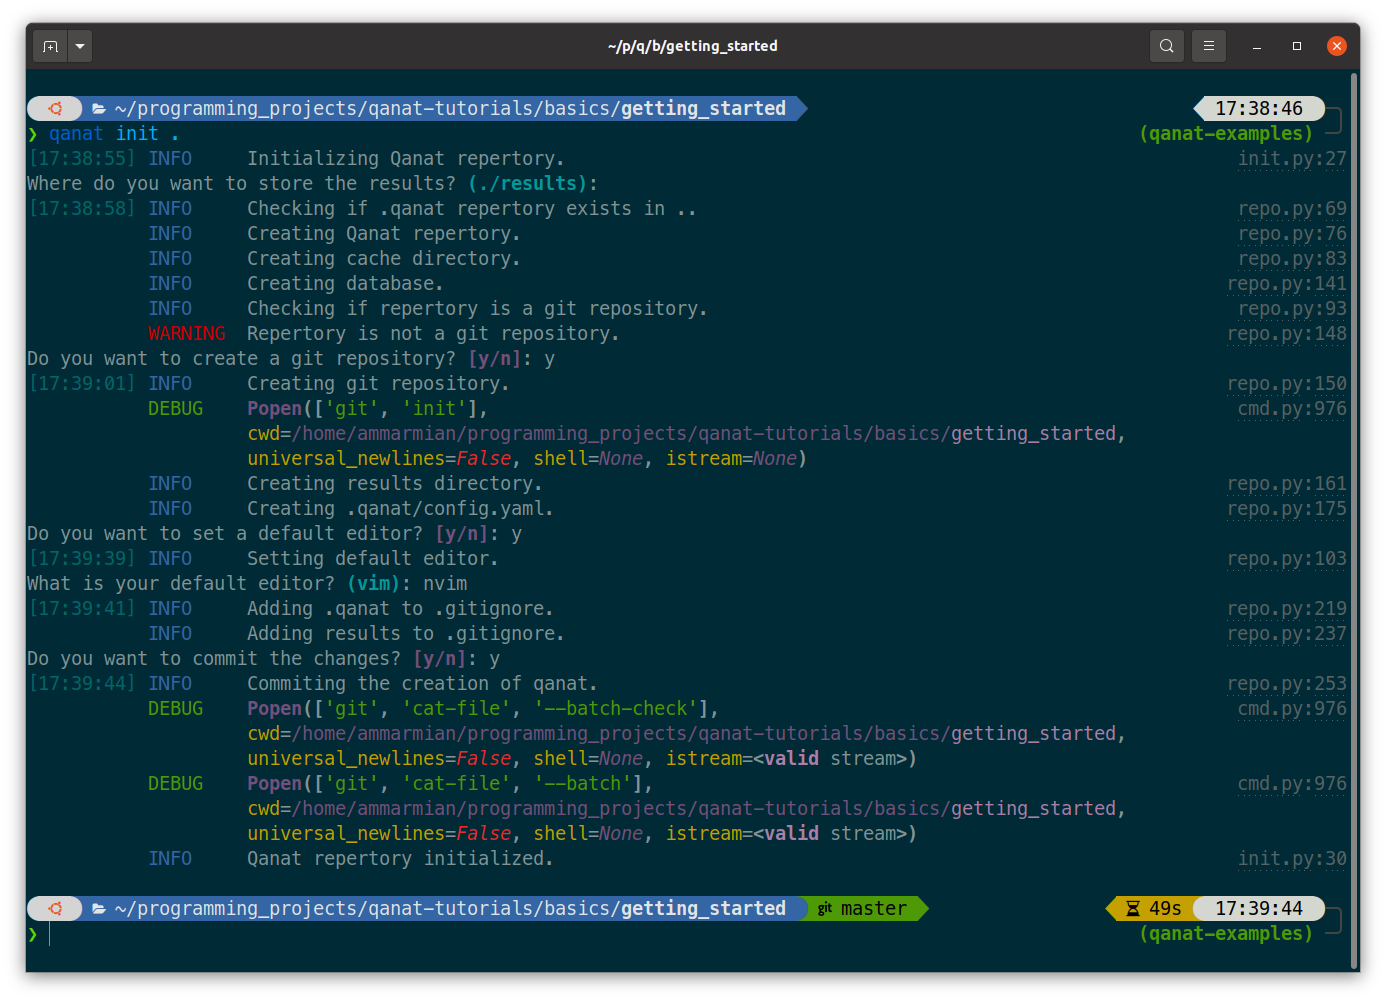 ~/p/q/b/getting_started
~/programming_projects/qanat-tutorials/basics/getting_started 17:38:46
❯ qanat init . (qanat-examples)
[17:38:55] INFO Initializing Qanat repertory. init.py:27
Where do you want to store the results? (./results):
[17:38:58] INFO Checking if .qanat repertory exists in .. repo.py:69
INFO Creating Qanat repertory. repo.py:76
INFO Creating cache directory. repo.py:83
INFO Creating database. repo.py:141
INFO Checking if repertory is a git repository. repo.py:93
WARNING Repertory is not a git repository. repo.py:148
Do you want to create a git repository? [y/n]: y
[17:39:01] INFO Creating git repository. repo.py:150
DEBUG Popen(['git', 'init'], cmd.py:976
cwd=/home/ammarmian/programming_projects/qanat-tutorials/basics/getting_started,
universal_newlines=False, shell=None, istream=None)
INFO Creating results directory. repo.py:161
INFO Creating .qanat/config.yaml. repo.py:175
Do you want to set a default editor? [y/n]: y
[17:39:39] INFO Setting default editor. repo.py:103
What is your default editor? (vim): nvim
[17:39:41] INFO Adding .qanat to .gitignore. repo.py:219
INFO Adding results to .gitignore. repo.py:237
Do you want to commit the changes? [y/n]: y
[17:39:44] INFO Commiting the creation of qanat. repo.py:253
DEBUG Popen(['git', 'cat-file', '--batch-check'], cmd.py:976
cwd=/home/ammarmian/programming_projects/qanat-tutorials/basics/getting_started,
universal_newlines=False, shell=None, istream=<valid stream>)
DEBUG Popen(['git', 'cat-file', '--batch'], cmd.py:976
cwd=/home/ammarmian/programming_projects/qanat-tutorials/basics/getting_started,
universal_newlines=False, shell=None, istream=<valid stream>)
INFO Qanat repertory initialized. init.py:30
~/programming_projects/qanat-tutorials/basics/getting_started git master 49s 17:39:44
❯ (qanat-examples)